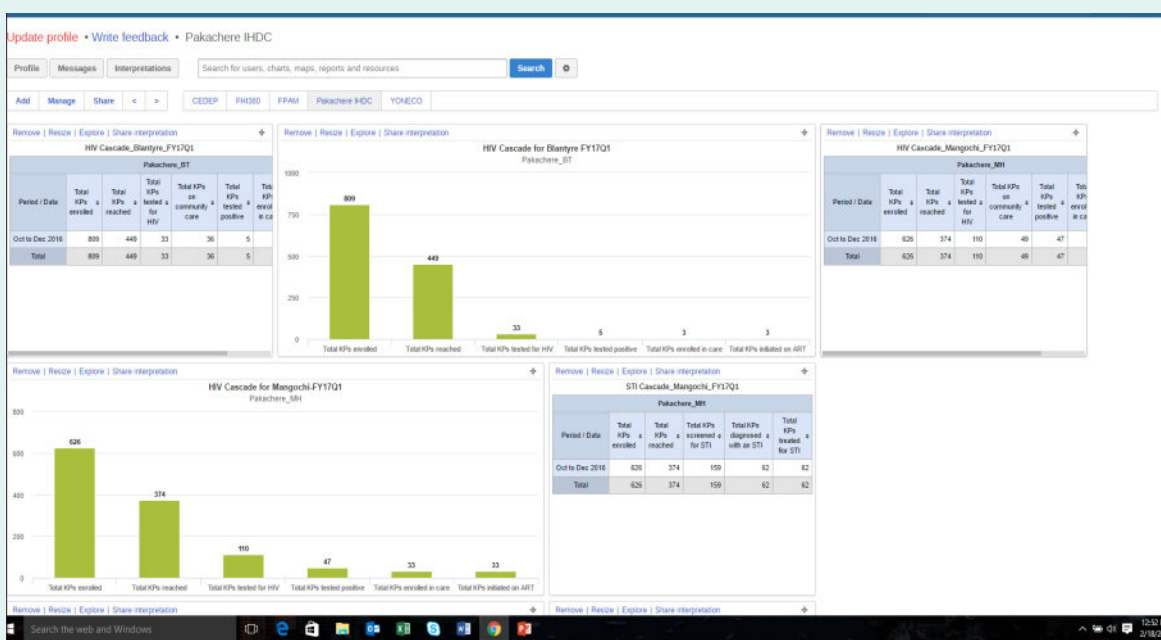 Update profile • Write feedback • Pakachere IHDC
Profile Messages Interpretations Search for users, charts, maps, reports and resources Search
Add Manage Share < > CEDEP FHI360 FPAM Pakachere IHDC YONECO
Remove | Resize | Explore | Share interpretation
HIV Cascade_Blantyre_FY17Q1
Pakachere_BT
Period / Data Total KPs enrolled Total KPs reached Total KPs tested for HIV Total KPs on community care Total KPs tested positive
Oct to Dec 2016 809 449 33 36 5
Total 809 449 33 36 5
Remove | Resize | Explore | Share interpretation
HIV Cascade for Blantyre FY17Q1
Pakachere_BT
1000
750
500
250
0
809
449
33
5
3
3
Total KPs enrolled Total KPs reached Total KPs tested for HIV Total KPs tested positive Total KPs enrolled in care Total KPs initiated on ART
Remove | Resize | Explore | Share interpretation
HIV Cascade_Mangochi_FY17Q1
Pakachere_MH
Period / Data Total KPs enrolled Total KPs reached Total KPs tested for HIV Total KPs on community care Total KPs tested positive
Oct to Dec 2016 626 374 110 49 47
Total 626 374 110 49 47
Remove | Resize | Explore | Share interpretation
HIV Cascade for Mangochi-FY17Q1
Pakachere_MH
800
600
400
200
0
626
374
110
47
33
33
Total KPs enrolled Total KPs reached Total KPs tested for HIV Total KPs tested positive Total KPs enrolled in care Total KPs initiated on ART
Remove | Resize | Explore | Share interpretation
STI Cascade_Mangochi_FY17Q1
Pakachere_MH
Period / Data Total KPs enrolled Total KPs reached Total KPs screened for STI Total KPs diagnosed with an STI Total KPs treated for STI
Oct to Dec 2016 626 374 159 62 62
Total 626 374 159 62 62
Remove | Resize | Explore | Share interpretation
Remove | Resize | Explore | Share interpretation
Search the web and Windows
12:52